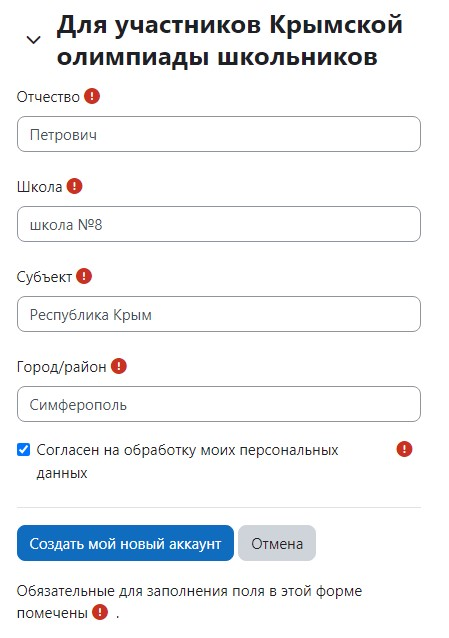 Для участников Крымской
олимпиады школьников
Отчество
Петрович
Школа
школа №8
Субъект
Республика Крым
Город/район
Симферополь
Согласен на обработку моих персональных
данных
Создать мой новый аккаунт Отмена
Обязательные для заполнения поля в этой форме
помечены .